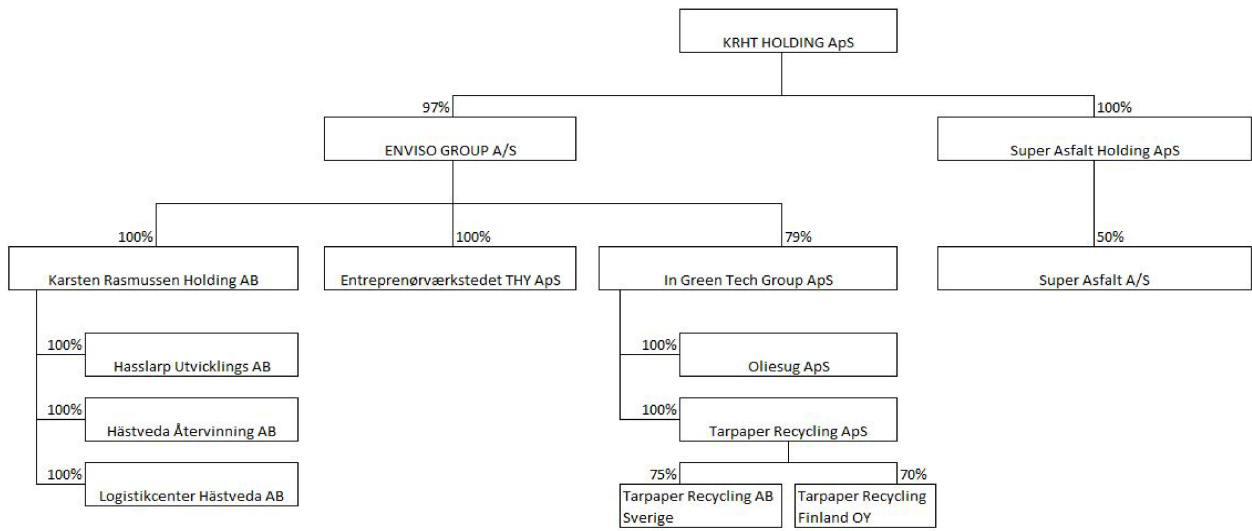 KRHT HOLDING ApS
97%
100%
ENVISO GROUP A/S
Super Asfalt Holding ApS
100%
100%
79%
50%
Karsten Rasmussen Holding AB
Entreprenørværkstedet THY ApS
In Green Tech Group ApS
Super Asfalt A/S
100%
Hasslarp Utvicklings AB
100%
Oliesug ApS
100%
Hästveda Återvinning AB
100%
Tarpaper Recycling ApS
100%
Logistikcenter Hästveda AB
75%
Tarpaper Recycling AB
Sverige
70%
Tarpaper Recycling
Finland OY